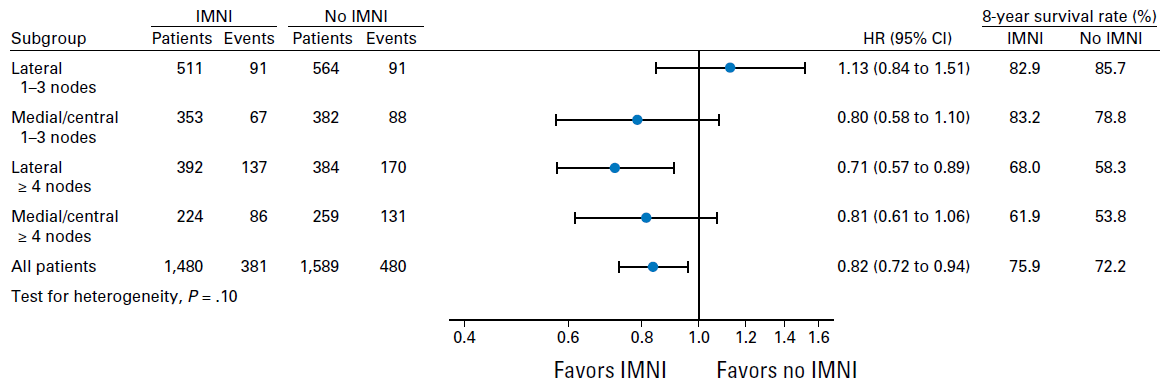 IMNI No IMNI 8-year survival rate (%)
Subgroup Patients Events Patients Events HR (95% CI) IMNI No IMNI
Lateral 511 91 564 91 1.13 (0.84 to 1.51) 82.9 85.7
1–3 nodes
Medial/central 353 67 382 88 0.80 (0.58 to 1.10) 83.2 78.8
1–3 nodes
Lateral 392 137 384 170 0.71 (0.57 to 0.89) 68.0 58.3
≥ 4 nodes
Medial/central 224 86 259 131 0.81 (0.61 to 1.06) 61.9 53.8
≥ 4 nodes
All patients 1,480 381 1,589 480 0.82 (0.72 to 0.94) 75.9 72.2
Test for heterogeneity, P = .10
0.4 0.6 0.8 1.0 1.2 1.4 1.6
Favors IMNI Favors no IMNI